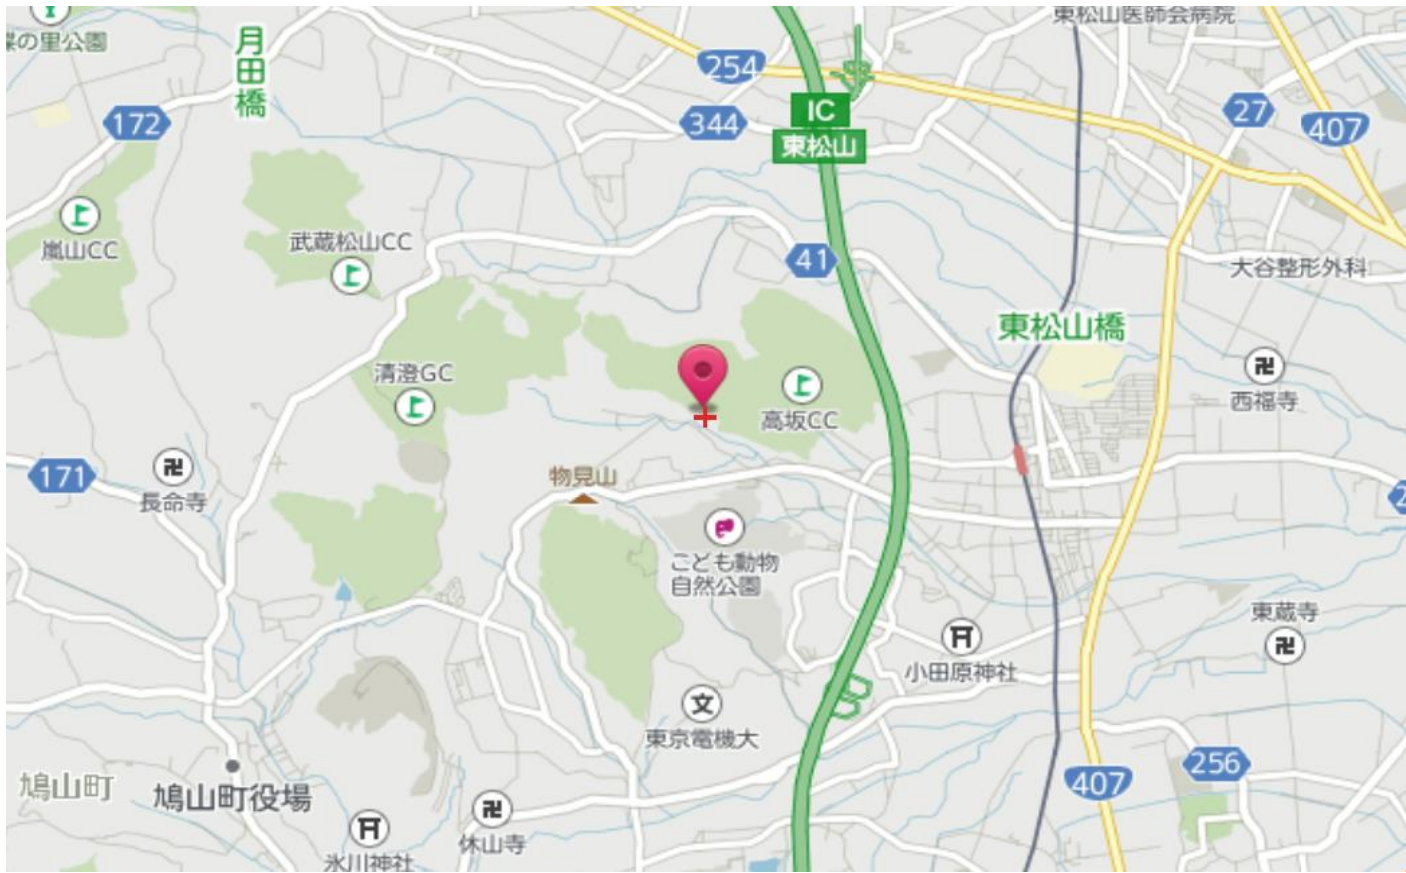 東松山医師会病院
の里公園
月田橋
254
172
344
IC
東松山
27
407
嵐山CC
武蔵松山CC
41
大谷整形外科
東松山橋
清澄GC
高坂CC
西福寺
171
長命寺
物見山
2
こども動物
自然公園
東蔵寺
小田原神社
文
東京電機大
鳩山町
鳩山町役場
407
256
休山寺
氷川神社